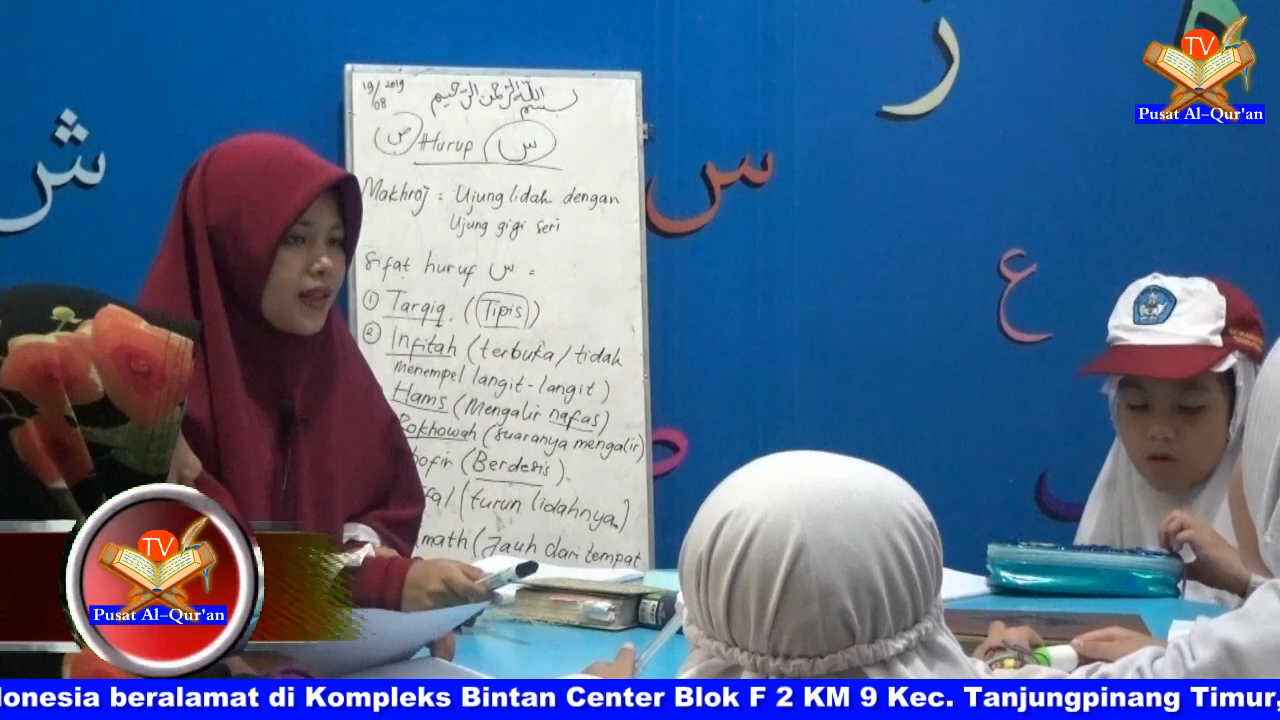 19/08 2019
بسم الله الرحمن الرحيم
ص #Hurup س
Makhroj = Ujung lidah dengan
Ujung gigi seri
Sifat huruf س =
① Tarqiq. ((Tipis))
② Infitah (terbuka / tidak
menempel langit-langit)
Hams (Mengalir nafas)
Rokhowah (Suaranya mengalir)
hofir (Berdesis)
fal (turun lidahnya)
math (Jauh dari tempat
ش
س
ز
ع
TV
Pusat Al-Qur'an
TV
Pusat Al-Qur'an
donesia beralamat di Kompleks Bintan Center Blok F 2 KM 9 Kec. Tanjungpinang Timur,